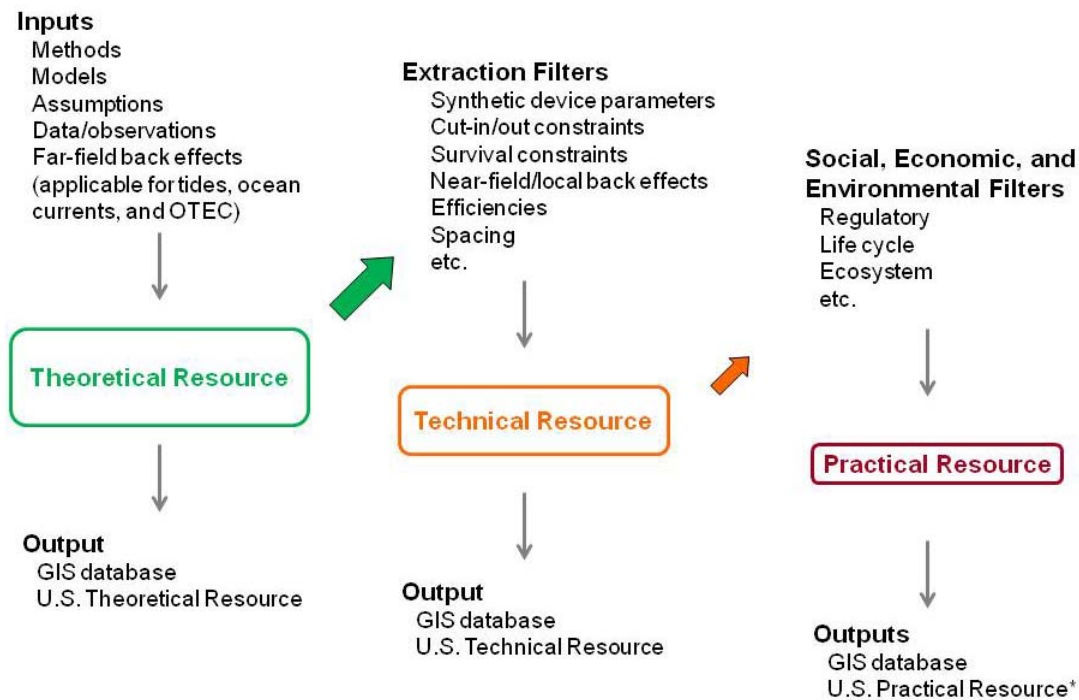 Inputs
Methods
Models
Assumptions
Data/observations
Far-field back effects
(applicable for tides, ocean
currents, and OTEC)
Theoretical Resource
Output
GIS database
U.S. Theoretical Resource
Extraction Filters
Synthetic device parameters
Cut-in/out constraints
Survival constraints
Near-field/local back effects
Efficiencies
Spacing
etc.
Technical Resource
Output
GIS database
U.S. Technical Resource
Social, Economic, and
Environmental Filters
Regulatory
Life cycle
Ecosystem
etc.
Practical Resource
Outputs
GIS database
U.S. Practical Resource*